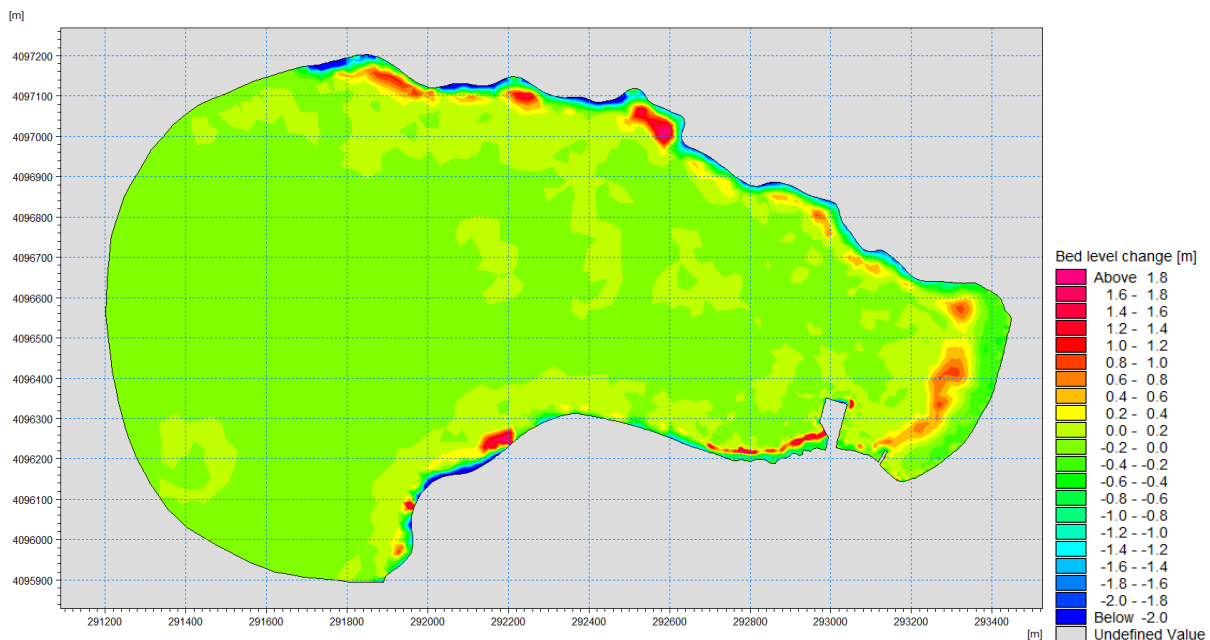 [m]
4097200
4097100
4097000
4096900
4096800
4096700
4096600
4096500
4096400
4096300
4096200
4096100
4096000
4095900
291200 291400 291600 291800 292000 292200 292400 292600 292800 293000 293200 293400
[m]
Bed level change [m]
Above 1.8
1.6 - 1.8
1.4 - 1.6
1.2 - 1.4
1.0 - 1.2
0.8 - 1.0
0.6 - 0.8
0.4 - 0.6
0.2 - 0.4
0.0 - 0.2
-0.2 - 0.0
-0.4 - -0.2
-0.6 - -0.4
-0.8 - -0.6
-1.0 - -0.8
-1.2 - -1.0
-1.4 - -1.2
-1.6 - -1.4
-1.8 - -1.6
-2.0 - -1.8
Below -2.0
Undefined Value